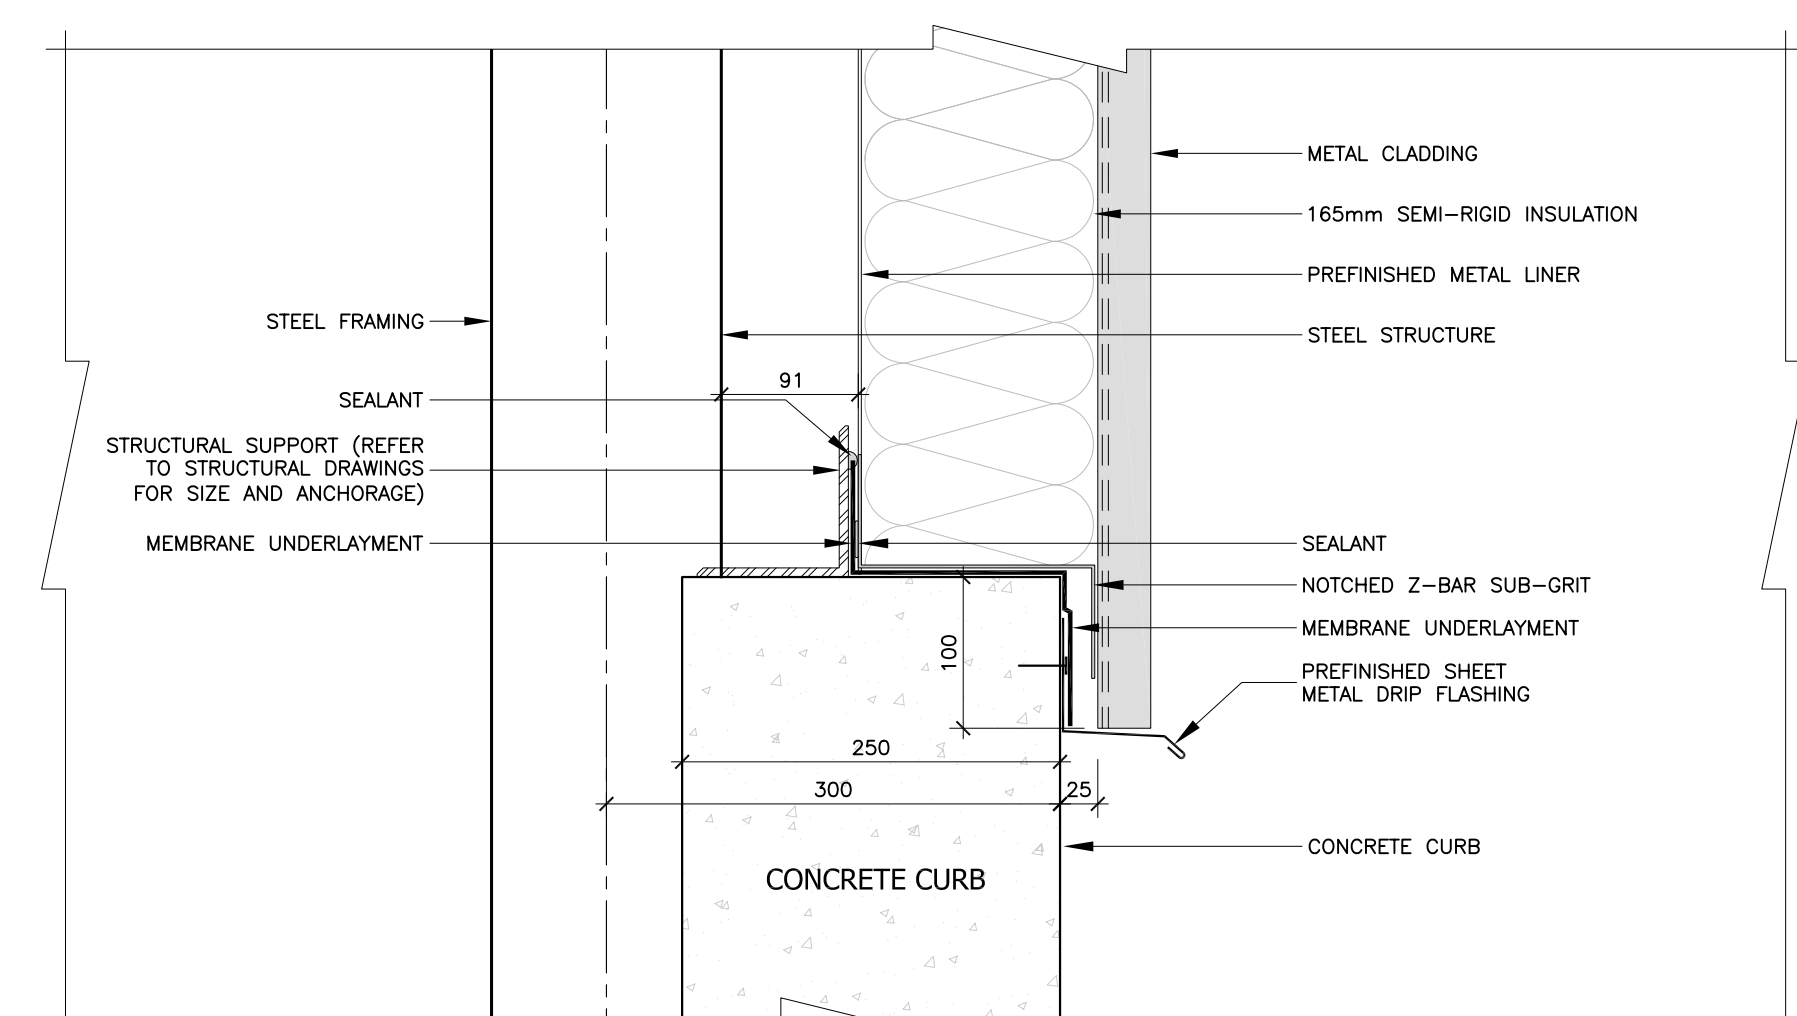 METAL CLADDING
165mm SEMI-RIGID INSULATION
PREFINISHED METAL LINER
STEEL FRAMING
STEEL STRUCTURE
91
SEALANT
STRUCTURAL SUPPORT (REFER
TO STRUCTURAL DRAWINGS
FOR SIZE AND ANCHORAGE)
MEMBRANE UNDERLAYMENT
SEALANT
NOTCHED Z-BAR SUB-GRIT
MEMBRANE UNDERLAYMENT
100
PREFINISHED SHEET
METAL DRIP FLASHING
250
300
25
CONCRETE CURB
CONCRETE CURB